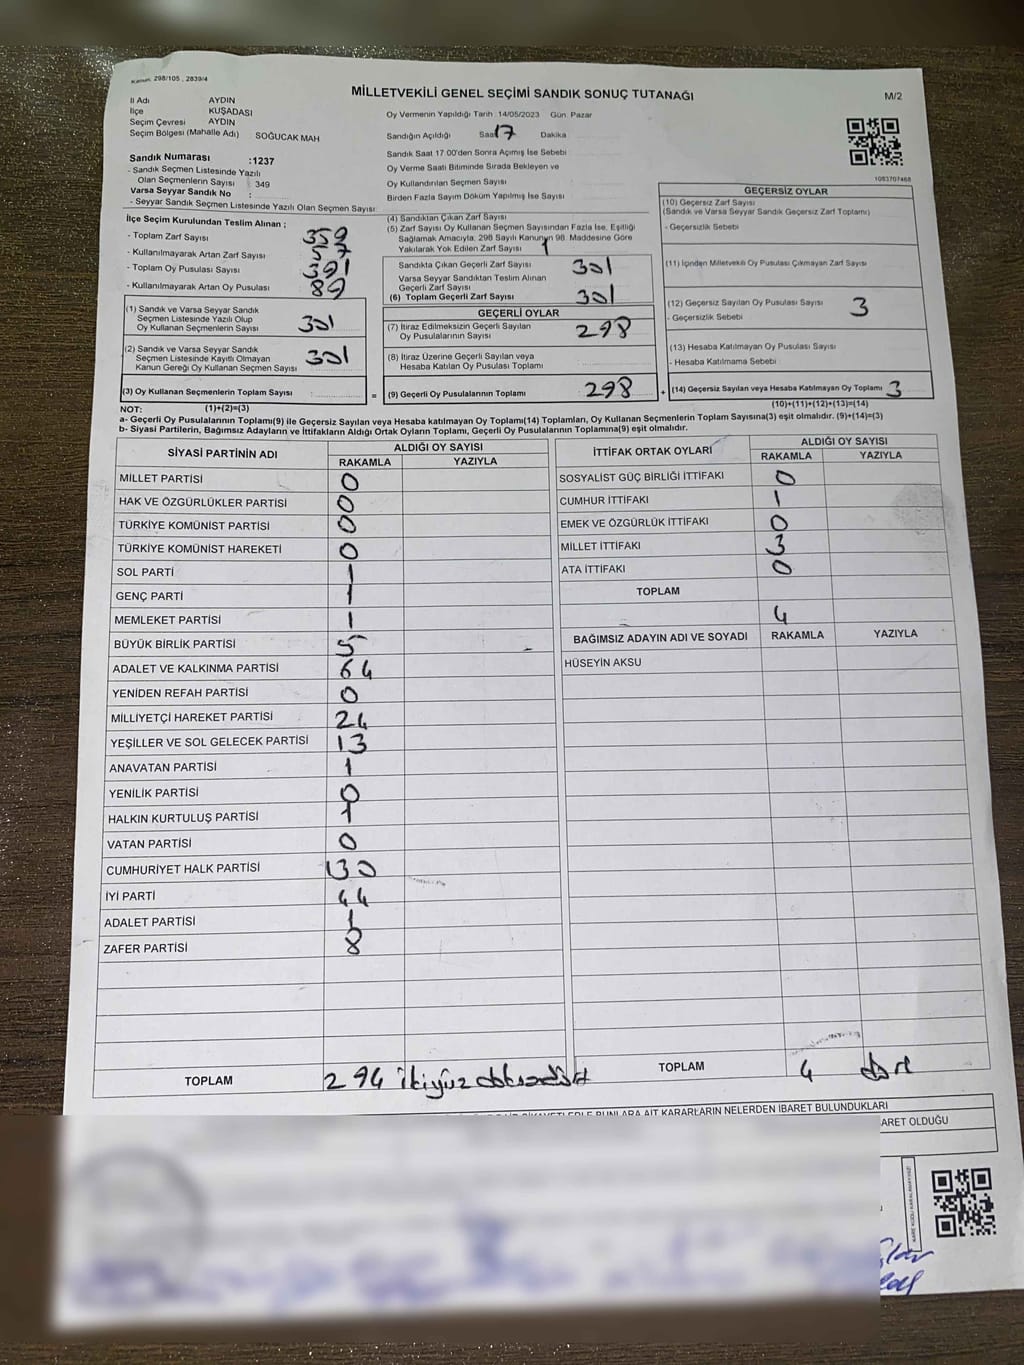 Kanun: 298/105, 2839/4
MİLLETVEKİLİ GENEL SEÇİMİ SANDIK SONUÇ TUTANAĞI
M/2
İl Adı AYDIN
İlçe KUŞADASI
Seçim Çevresi AYDIN
Seçim Bölgesi (Mahalle Adı) SOĞUCAK MAH
Sandık Numarası :1237
- Sandık Seçmen Listesinde Yazılı
Olan Seçmenlerin Sayısı : 349
Varsa Seyyar Sandık No :
- Seyyar Sandık Seçmen Listesinde Yazılı Olan Seçmen Sayısı:
Oy Vermenin Yapıldığı Tarih :14/05/2023 Gün: Pazar
Sandığın Açıldığı Saat 17 Dakika
Sandık Saat 17:00'den Sonra Açımış İse Sebebi
Oy Verme Saati Bitiminde Sırada Bekleyen ve
Oy Kullandırılan Seçmen Sayısı
Birden Fazla Sayım Döküm Yapılmış İse Sayısı
1083707468
İlçe Seçim Kurulundan Teslim Alınan ;
- Toplam Zarf Sayısı
- Kullanılmayarak Artan Zarf Sayısı 57
- Toplam Oy Pusulası Sayısı 391
- Kullanılmayarak Artan Oy Pusulası
(1) Sandık ve Varsa Seyyar Sandık
Seçmen Listesinde Yazılı Olup
Oy Kullanan Seçmenlerin Sayısı 301
(2) Sandık ve Varsa Seyyar Sandık
Seçmen Listesinde Kayıtlı Olmayan
Kanun Gereği Oy Kullanan Seçmen Sayısı 301
(3) Oy Kullanan Seçmenlerin Toplam Sayısı
(1)+(2)=(3)
(4) Sandıktan Çıkan Zarf Sayısı
(5) Zarf Sayısı Oy Kullanan Seçmen Sayısından Fazla İse, Eşitliği
Sağlamak Amacıyla, 298 Sayılı Kanunun 98. Maddesine Göre
Yakılarak Yok Edilen Zarf Sayısı 1
Sandıkta Çıkan Geçerli Zarf Sayısı 301
Varsa Seyyar Sandıktan Teslim Alınan
Geçerli Zarf Sayısı
(6) Toplam Geçerli Zarf Sayısı 301
GEÇERLİ OYLAR
(7) İtiraz Edilmeksizin Geçerli Sayılan
Oy Pusulalarının Sayısı 298
(8) İtiraz Üzerine Geçerli Sayılan veya
Hesaba Katılan Oy Pusulası Toplamı
= (9) Geçerli Oy Pusulalarının Toplamı 298
GEÇERSİZ OYLAR
(10) Geçersiz Zarf Sayısı
(Sandık ve Varsa Seyyar Sandık Geçersiz Zarf Toplamı)
- Geçersizlik Sebebi
(11) İçinden Milletvekili Oy Pusulası Çıkmayan Zarf Sayısı
(12) Geçersiz Sayılan Oy Pusulası Sayısı 3
- Geçersizlik Sebebi
(13) Hesaba Katılmayan Oy Pusulası Sayısı
- Hesaba Katılmama Sebebi
+ (14) Geçersiz Sayılan veya Hesaba Katılmayan Oy Toplamı 3
(10)+(11)+(12)+(13)=(14)
NOT:
a- Geçerli Oy Pusulalarının Toplamı(9) ile Geçersiz Sayılan veya Hesaba katılmayan Oy Toplamı(14) Toplamları, Oy Kullanan Seçmenlerin Toplam Sayısına(3) eşit olmalıdır. (9)+(14)=(3)
b- Siyasi Partilerin, Bağımsız Adayların ve İttifakların Aldığı Ortak Oyların Toplamı, Geçerli Oy Pusulalarının Toplamına(9) eşit olmalıdır.
SİYASİ PARTİNİN ADI ALDIĞI OY SAYISI
RAKAMLA YAZIYLA
MİLLET PARTİSİ 0
HAK VE ÖZGÜRLÜKLER PARTİSİ 0
TÜRKİYE KOMÜNİST PARTİSİ 0
TÜRKİYE KOMÜNİST HAREKETİ 0
SOL PARTİ 1
GENÇ PARTİ 1
MEMLEKET PARTİSİ 1
BÜYÜK BİRLİK PARTİSİ 5
ADALET VE KALKINMA PARTİSİ 64
YENİDEN REFAH PARTİSİ 0
MİLLİYETÇİ HAREKET PARTİSİ 24
YEŞİLLER VE SOL GELECEK PARTİSİ 13
ANAVATAN PARTİSİ 1
YENİLİK PARTİSİ 0
HALKIN KURTULUŞ PARTİSİ 1
VATAN PARTİSİ 0
CUMHURİYET HALK PARTİSİ 130
İYİ PARTİ 44
ADALET PARTİSİ 1
ZAFER PARTİSİ 8
TOPLAM 294
İTTİFAK ORTAK OYLARI ALDIĞI OY SAYISI
RAKAMLA YAZIYLA
SOSYALİST GÜÇ BİRLİĞİ İTTİFAKI 0
CUMHUR İTTİFAKI 1
EMEK VE ÖZGÜRLÜK İTTİFAKI 0
MİLLET İTTİFAKI 3
ATA İTTİFAKI 0
TOPLAM
4
BAĞIMSIZ ADAYIN ADI VE SOYADI RAKAMLA YAZIYLA
HÜSEYİN AKSU
TOPLAM 4 dört
BUNLARA AİT KARARLARIN NELERDEN İBARET BULUNDUKLARI
ARET OLDUĞU